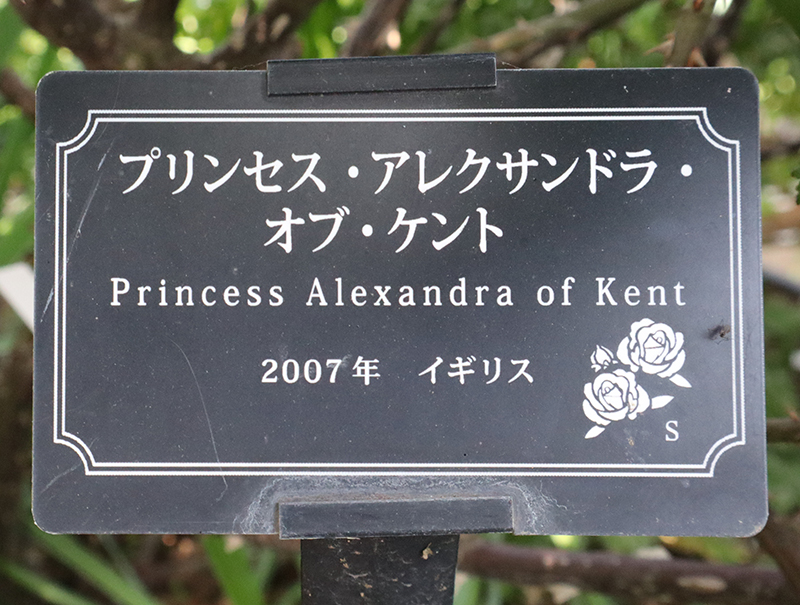 プリンセス・アレクサンドラ・
オブ・ケント
Princess Alexandra of Kent
2007年　イギリス
S